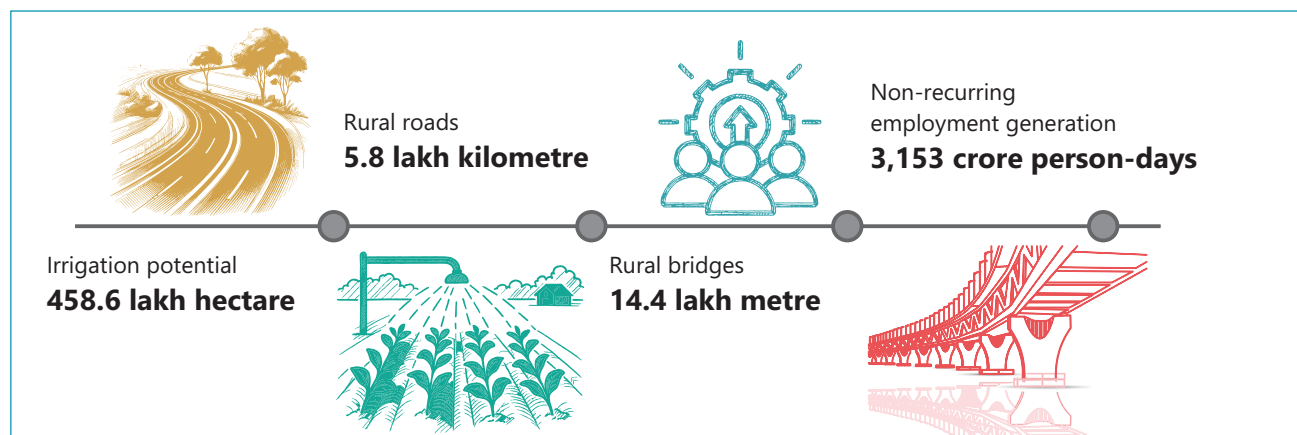 Rural roads
5.8 lakh kilometre
Non-recurring
employment generation
3,153 crore person-days
Irrigation potential
458.6 lakh hectare
Rural bridges
14.4 lakh metre